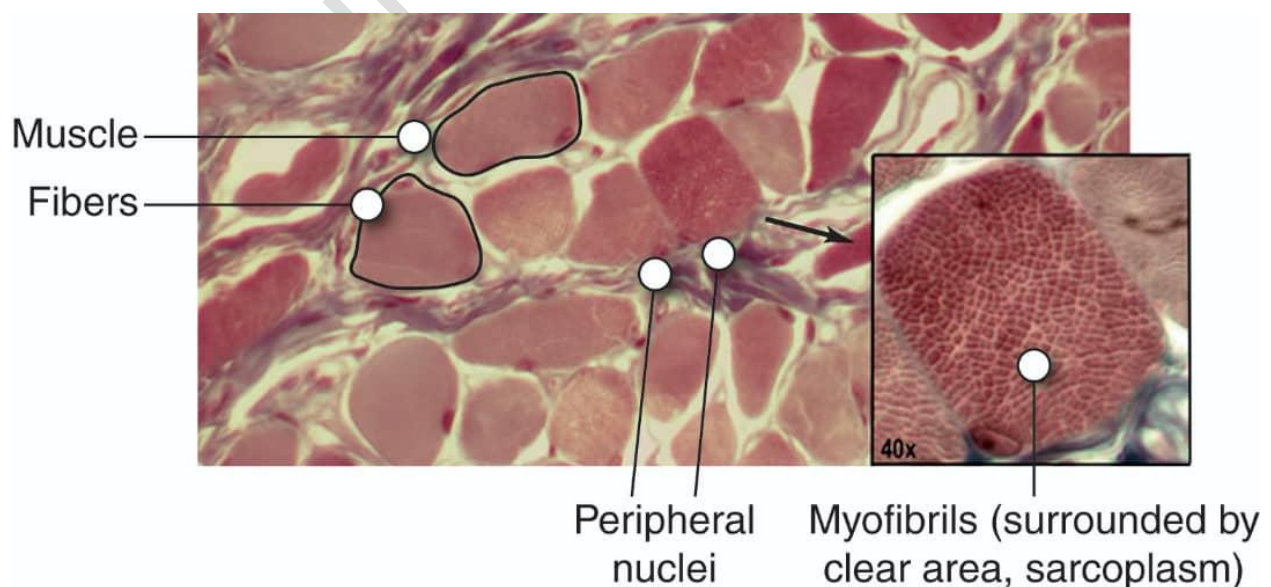 Muscle
Fibers
40x
Peripheral
nuclei
Myofibrils (surrounded by
clear area, sarcoplasm)